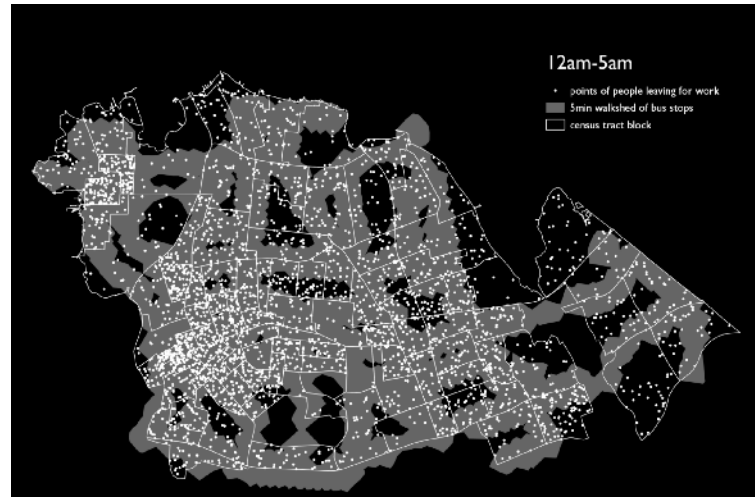 12am-5am
points of people leaving for work
5min walkshed of bus stops
census tract block